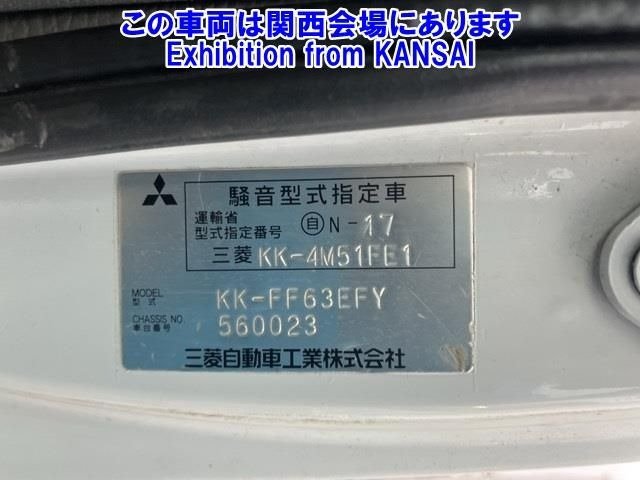 この車両は関西会場にあります
Exhibition from KANSAI
騒音型式指定車
運輸省
型式指定番号 自 N-17
三菱 KK-4M51FE1
MODEL
型式 KK-FF63EFY
CHASSIS NO.
車台番号 560023
三菱自動車工業株式会社